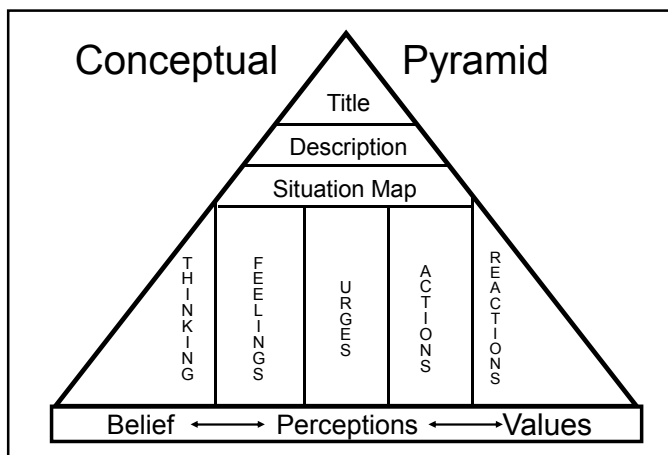 Conceptual Pyramid
Title
Description
Situation Map
THINKING
FEELINGS
URGES
ACTIONS
REACTIONS
Belief Perceptions Values